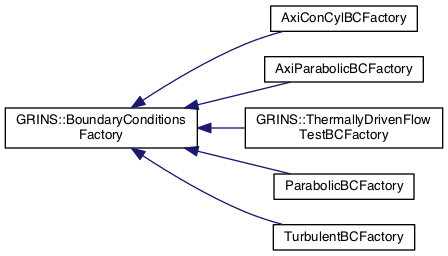 AxiConCylBCFactory
AxiParabolicBCFactory
GRINS::BoundaryConditions
Factory
GRINS::ThermallyDrivenFlow
TestBCFactory
ParabolicBCFactory
TurbulentBCFactory